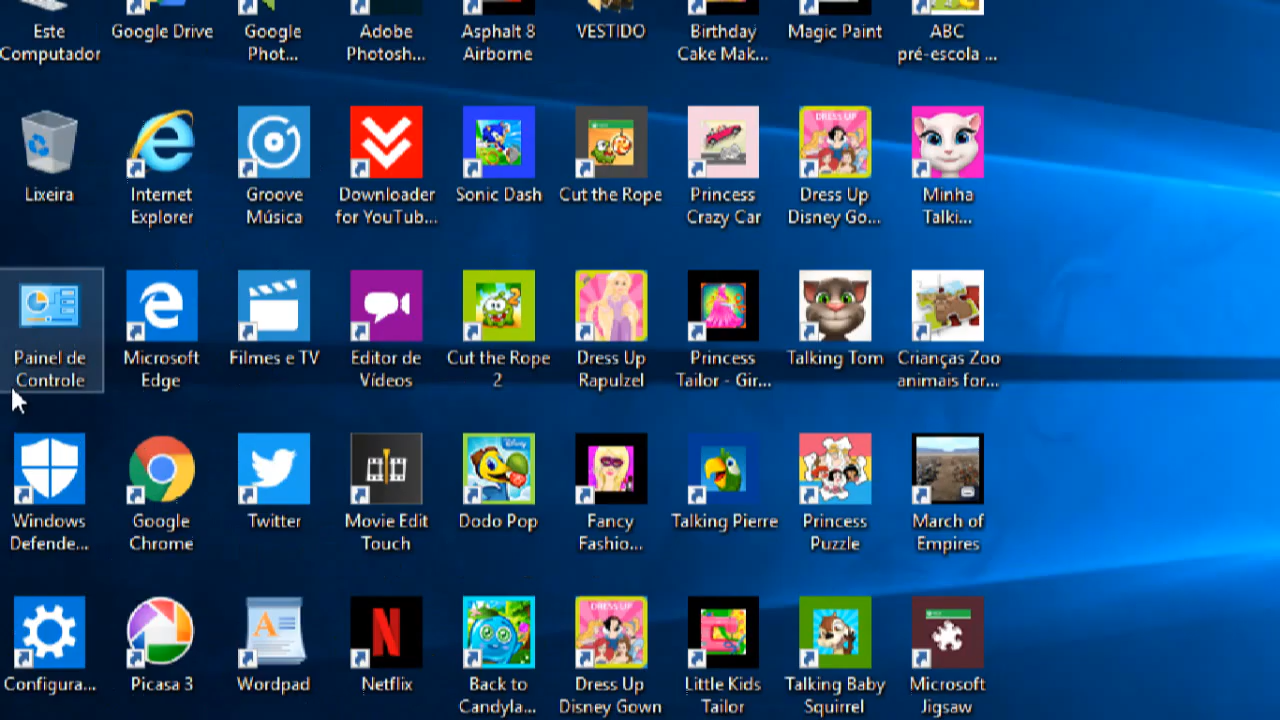 Este
Computador
Google Drive
Google
Phot...
Adobe
Photosh...
Asphalt 8
Airborne
VESTIDO
Birthday
Cake Mak...
Magic Paint
ABC
pré-escola ...
Lixeira
Internet
Explorer
Groove
Música
Downloader
for YouTub...
Sonic Dash
Cut the Rope
Princess
Crazy Car
DRESS UP
Dress Up
Disney Go...
Minha
Talki...
Painel de
Controle
Microsoft
Edge
Filmes e TV
Editor de
Vídeos
Cut the Rope
2
Dress Up
Rapulzel
Princess
Tailor - Gir...
Talking Tom
Crianças Zoo
animais for...
Windows
Defende...
Google
Chrome
Twitter
Movie Edit
Touch
Disney
Dodo Pop
Fancy
Fashio...
Talking Pierre
Princess
Puzzle
March of
Empires
Configura...
Picasa 3
Wordpad
Netflix
Back to
Candyla...
DRESS UP
Dress Up
Disney Gown
Little Kids
Tailor
Talking Baby
Squirrel
Microsoft
Jigsaw